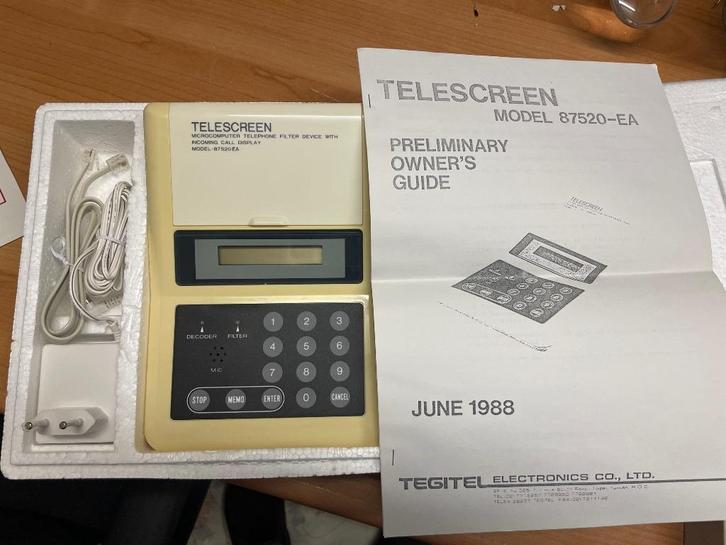 TELESCREEN
MICROCOMPUTER TELEPHONE FILTER DEVICE WITH
INCOMING CALL DISPLAY
MODEL-87520EA
DECODER
FILTER
MIC
1 2 3
4 5 6
7 8 9
STOP MEMO ENTER 0 CANCEL
TELESCREEN
MODEL 87520-EA
PRELIMINARY
OWNER'S
GUIDE
TELESCREEN
JUNE 1988
TEGITEL ELECTRONICS CO., LTD.